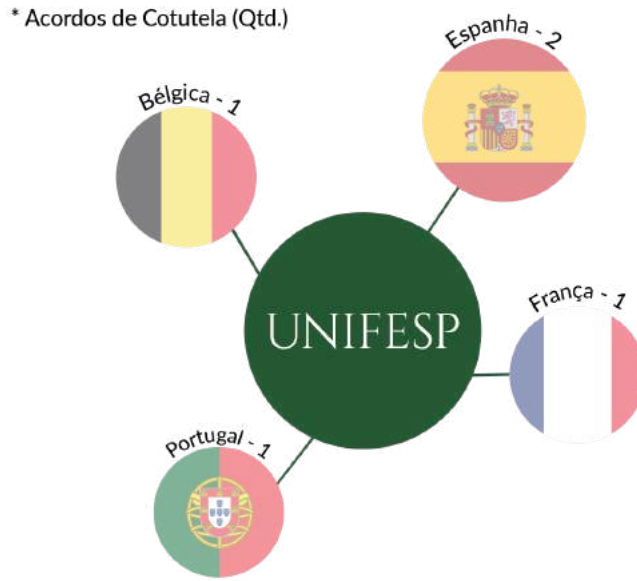 * Acordos de Cotutela (Qtd.)
Espanha - 2
Bélgica - 1
França - 1
UNIFESP
Portugal - 1